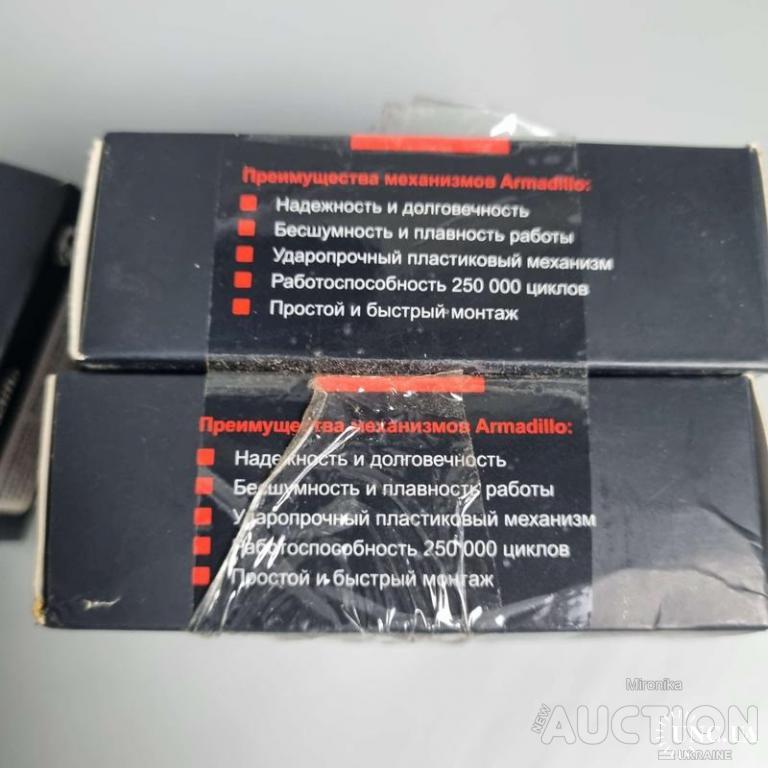 Преимущества механизмов Armadillo:
Надежность и долговечность
Бесшумность и плавность работы
Ударопрочный пластиковый механизм
Работоспособность 250 000 циклов
Простой и быстрый монтаж
Преимущества механизмов Armadillo:
Надежность и долговечность
Бесшумность и плавность работы
Ударопрочный пластиковый механизм
Работоспособность 250 000 циклов
Простой и быстрый монтаж
Mironika
NEW AUCTION
UKRAINE